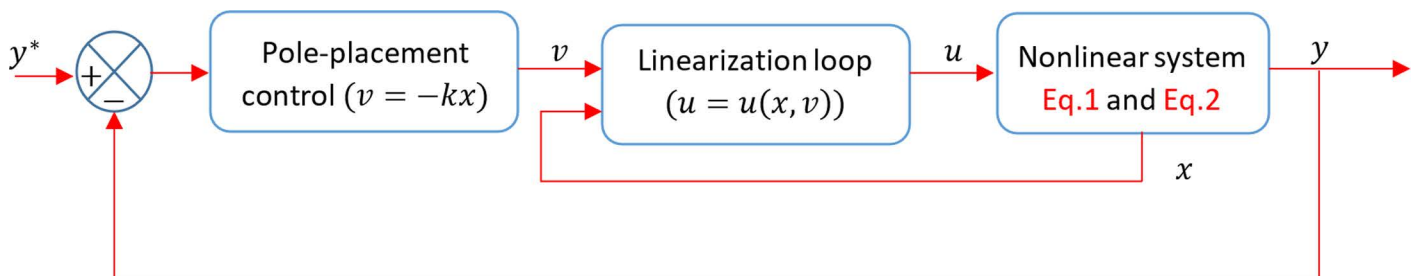 y*
+
−
Pole-placement
control (v = −kx)
v
Linearization loop
(u = u(x, v))
u
Nonlinear system
Eq.1 and Eq.2
y
x